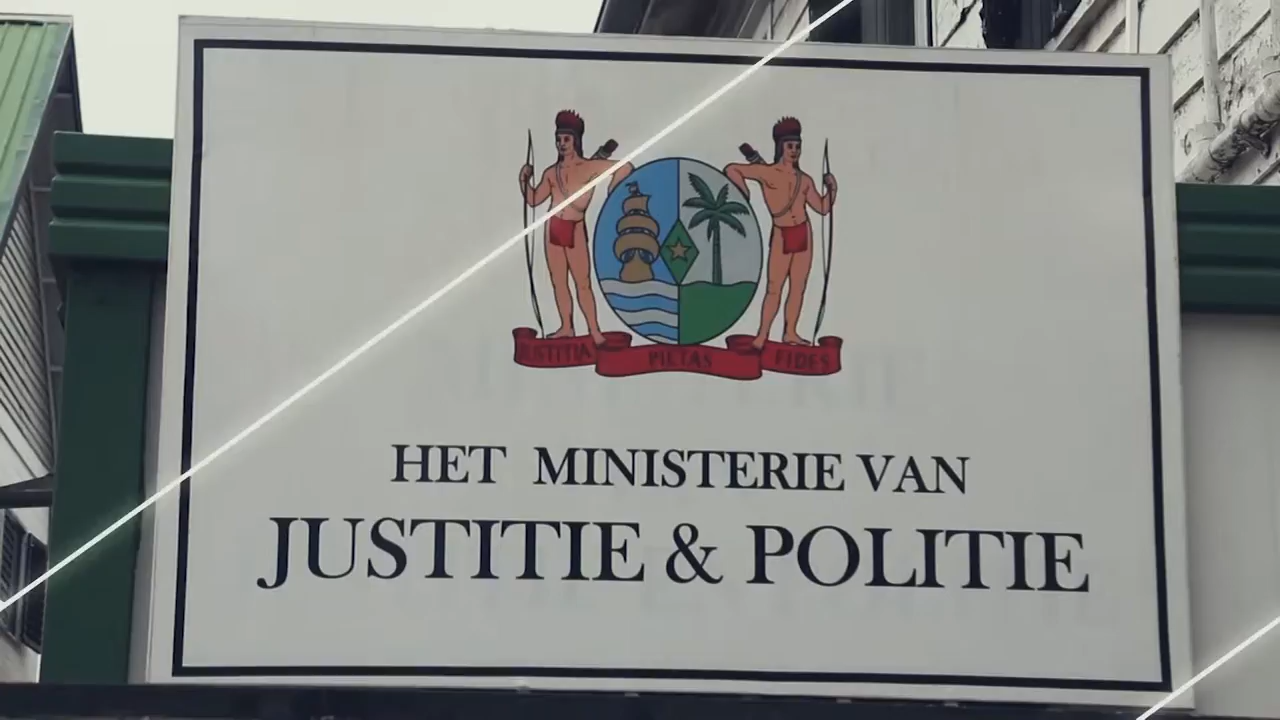 JUSTITIA PIETAS FIDES
HET MINISTERIE VAN
JUSTITIE & POLITIE